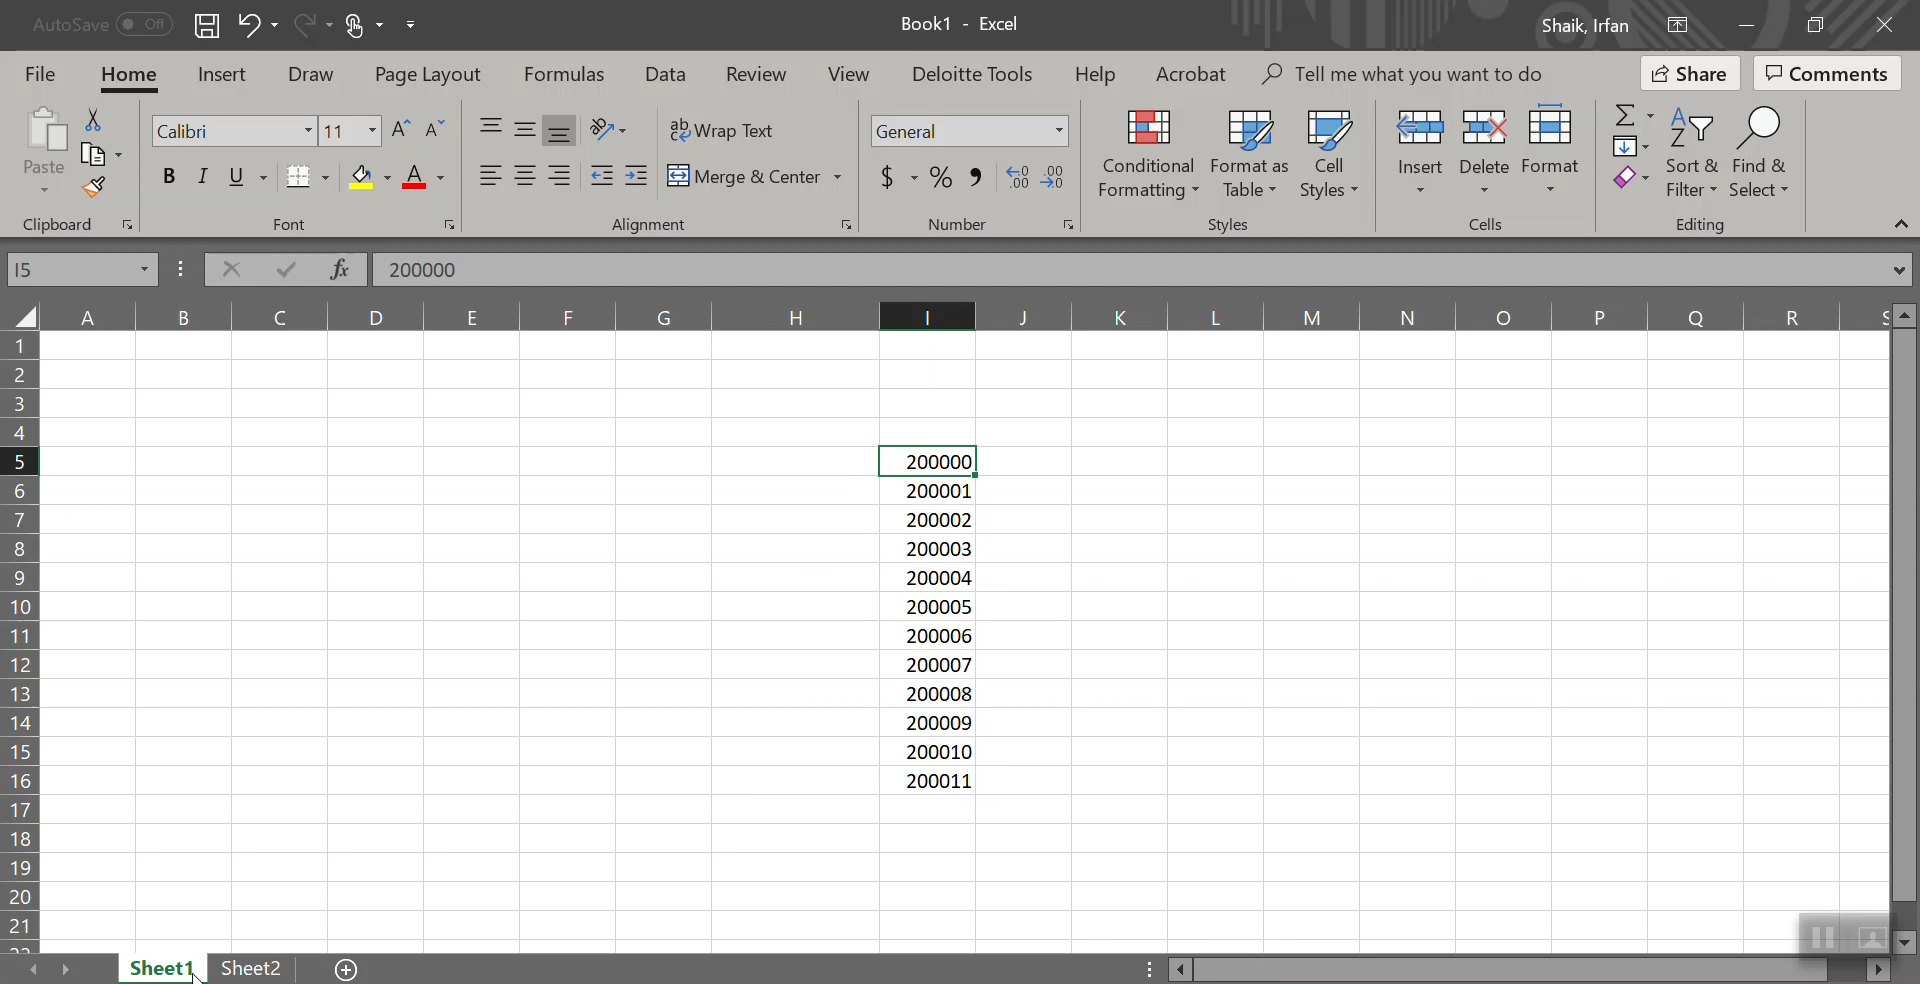 AutoSave Off
Book1 - Excel
Shaik, Irfan
File Home Insert Draw Page Layout Formulas Data Review View Deloitte Tools Help Acrobat Tell me what you want to do Share Comments
Paste
Clipboard
Calibri 11
B I U A
Font
ab Wrap Text
Merge & Center
Alignment
General
$ % , .00 .00
Number
Conditional Formatting
Format as Table
Cell Styles
Styles
Insert Delete Format
Cells
Sort & Filter
Find & Select
Editing
I5 fx 200000
A B C D E F G H I J K L M N O P Q R
1
2
3
4
5 200000
6 200001
7 200002
8 200003
9 200004
10 200005
11 200006
12 200007
13 200008
14 200009
15 200010
16 200011
17
18
19
20
21
Sheet1 Sheet2